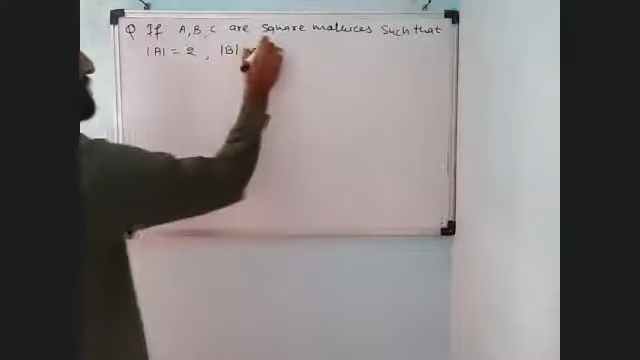 Q If A, B, C are square matrices such that
|A| = 2, |B|